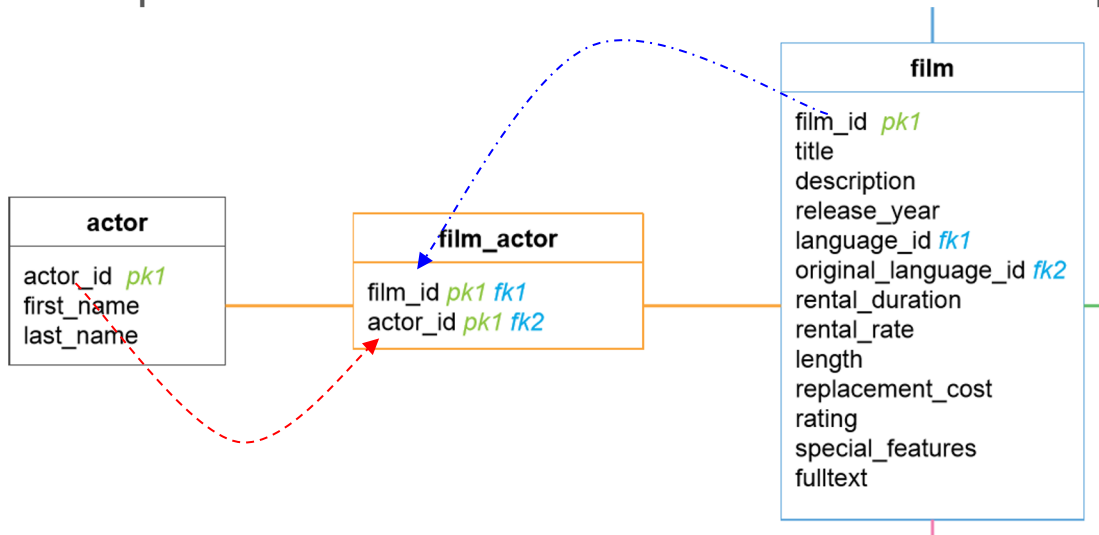 actor
actor_id pk1
first_name
last_name
film_actor
film_id pk1 fk1
actor_id pk1 fk2
film
film_id pk1
title
description
release_year
language_id fk1
original_language_id fk2
rental_duration
rental_rate
length
replacement_cost
rating
special_features
fulltext